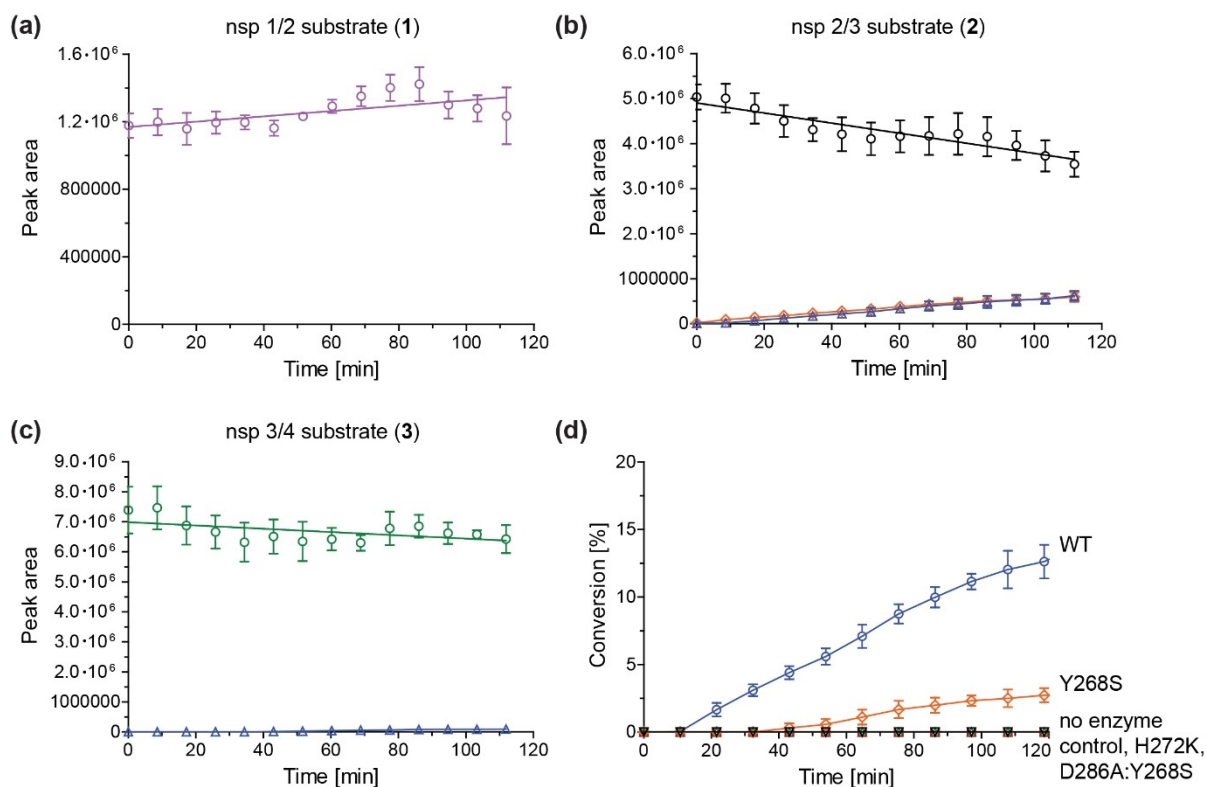 (a) nsp 1/2 substrate (1)
1.6·10⁶
1.2·10⁶
800000
400000
0
Peak area
0 20 40 60 80 100 120
Time [min]
(b) nsp 2/3 substrate (2)
6.0·10⁶
5.0·10⁶
4.0·10⁶
3.0·10⁶
2.0·10⁶
1000000
0
Peak area
0 20 40 60 80 100 120
Time [min]
(c) nsp 3/4 substrate (3)
9.0·10⁶
8.0·10⁶
7.0·10⁶
6.0·10⁶
5.0·10⁶
4.0·10⁶
3.0·10⁶
2.0·10⁶
1000000
0
Peak area
0 20 40 60 80 100 120
Time [min]
(d)
20
15
10
5
0
Conversion [%]
WT
Y268S
no enzyme
control, H272K,
D286A:Y268S
0 20 40 60 80 100 120
Time [min]